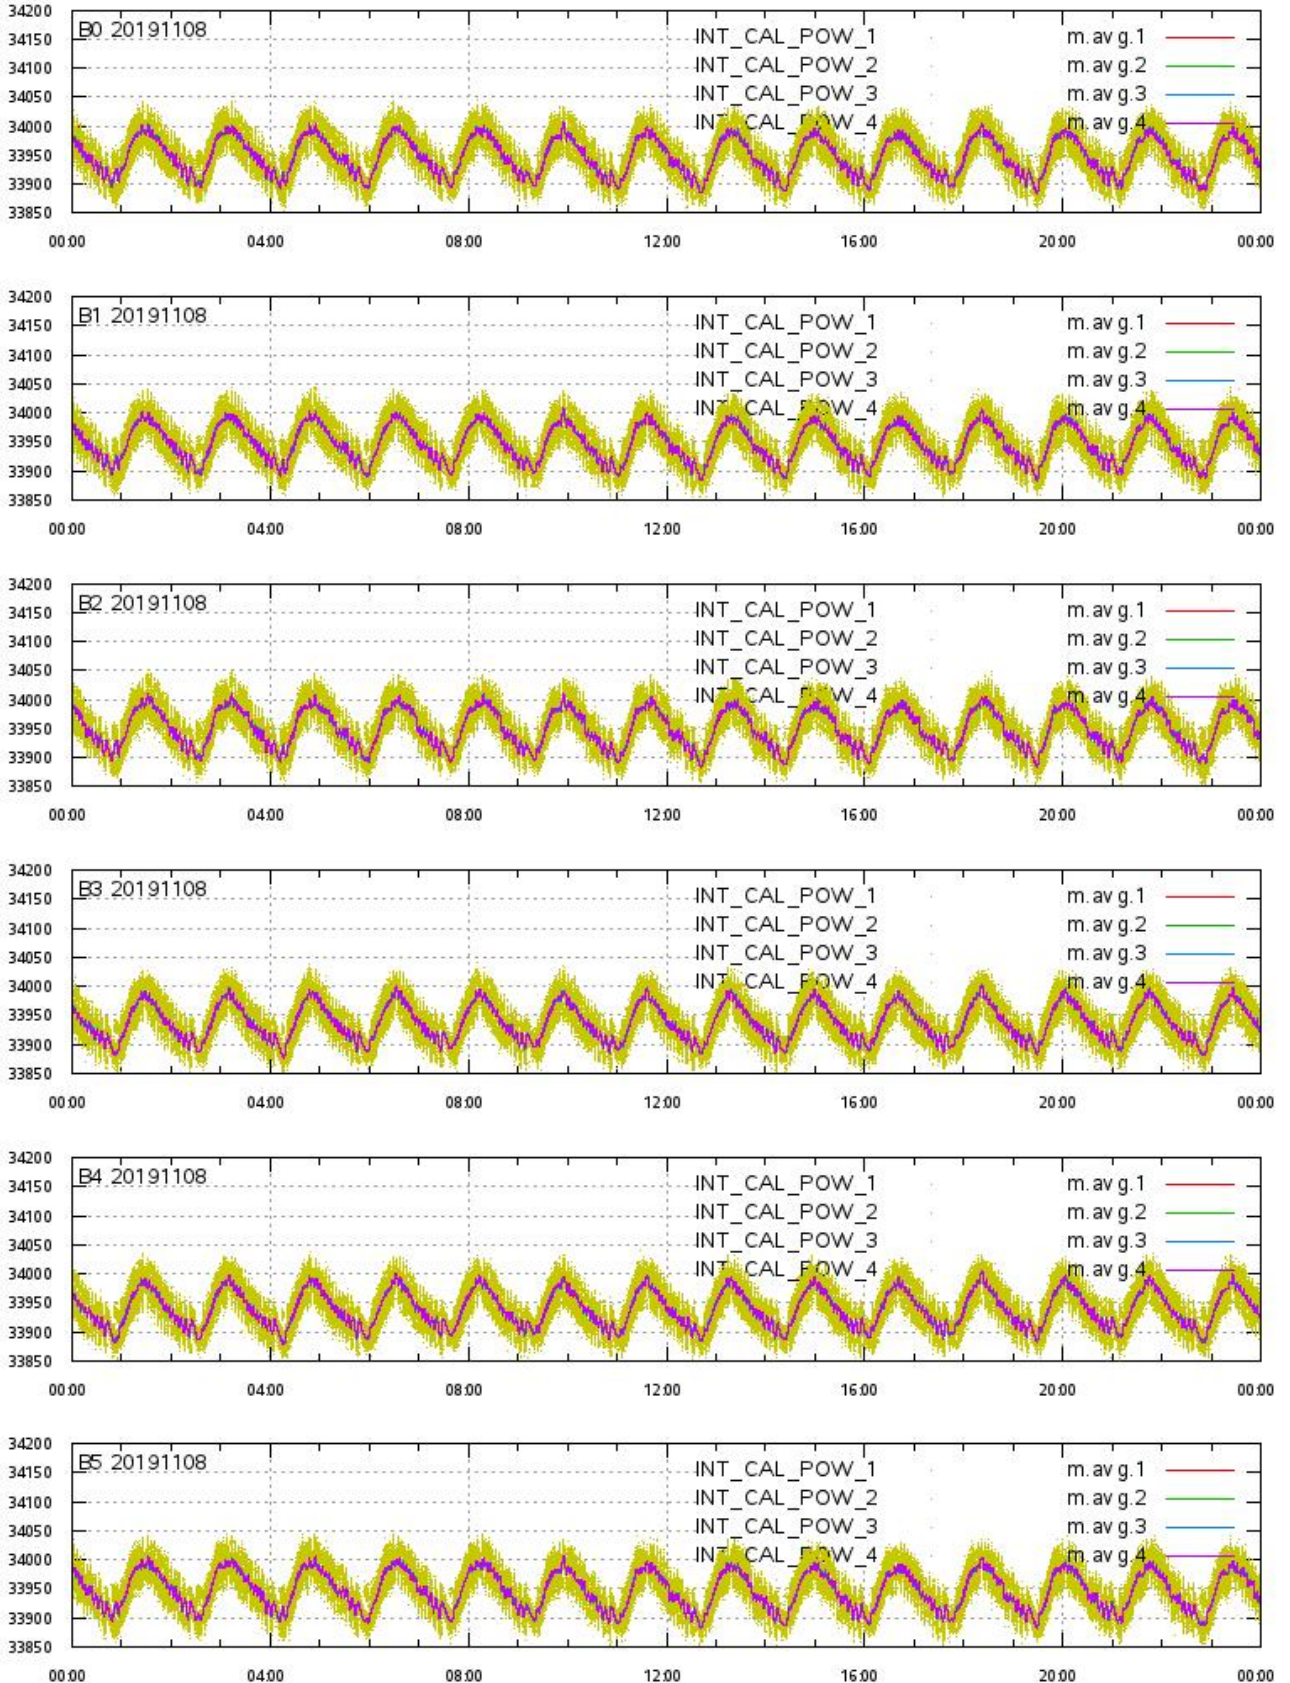 34200
B0 20191108 INT_CAL_POW_1 m.avg.1
34150
INT_CAL_POW_2 m.avg.2
34100
INT_CAL_POW_3 m.avg.3
34050
INT_CAL_POW_4 m.avg.4
34000
33950
33900
33850
00:00 04:00 08:00 12:00 16:00 20:00 00:00
34200
B1 20191108 INT_CAL_POW_1 m.avg.1
34150
INT_CAL_POW_2 m.avg.2
34100
INT_CAL_POW_3 m.avg.3
34050
INT_CAL_POW_4 m.avg.4
34000
33950
33900
33850
00:00 04:00 08:00 12:00 16:00 20:00 00:00
34200
B2 20191108 INT_CAL_POW_1 m.avg.1
34150
INT_CAL_POW_2 m.avg.2
34100
INT_CAL_POW_3 m.avg.3
34050
INT_CAL_POW_4 m.avg.4
34000
33950
33900
33850
00:00 04:00 08:00 12:00 16:00 20:00 00:00
34200
B3 20191108 INT_CAL_POW_1 m.avg.1
34150
INT_CAL_POW_2 m.avg.2
34100
INT_CAL_POW_3 m.avg.3
34050
INT_CAL_POW_4 m.avg.4
34000
33950
33900
33850
00:00 04:00 08:00 12:00 16:00 20:00 00:00
34200
B4 20191108 INT_CAL_POW_1 m.avg.1
34150
INT_CAL_POW_2 m.avg.2
34100
INT_CAL_POW_3 m.avg.3
34050
INT_CAL_POW_4 m.avg.4
34000
33950
33900
33850
00:00 04:00 08:00 12:00 16:00 20:00 00:00
34200
B5 20191108 INT_CAL_POW_1 m.avg.1
34150
INT_CAL_POW_2 m.avg.2
34100
INT_CAL_POW_3 m.avg.3
34050
INT_CAL_POW_4 m.avg.4
34000
33950
33900
33850
00:00 04:00 08:00 12:00 16:00 20:00 00:00